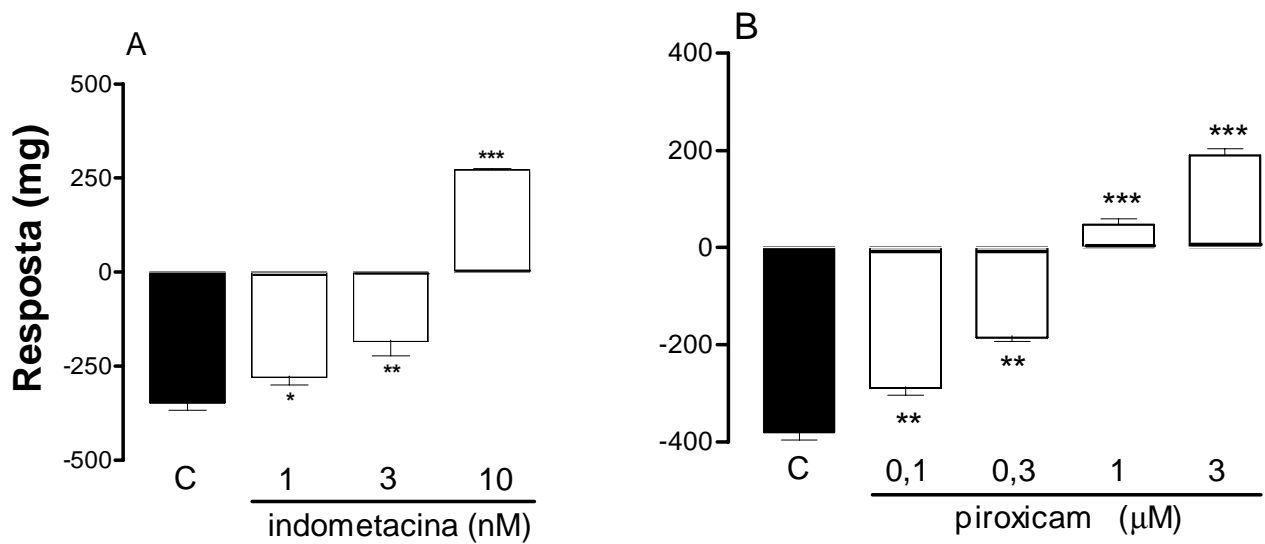 A
500
250
0
-250
-500
Resposta (mg)
***
*
**
C 1 3 10
indometacina (nM)
B
400
200
0
-200
-400
***
***
**
**
C 0,1 0,3 1 3
piroxicam (μM)